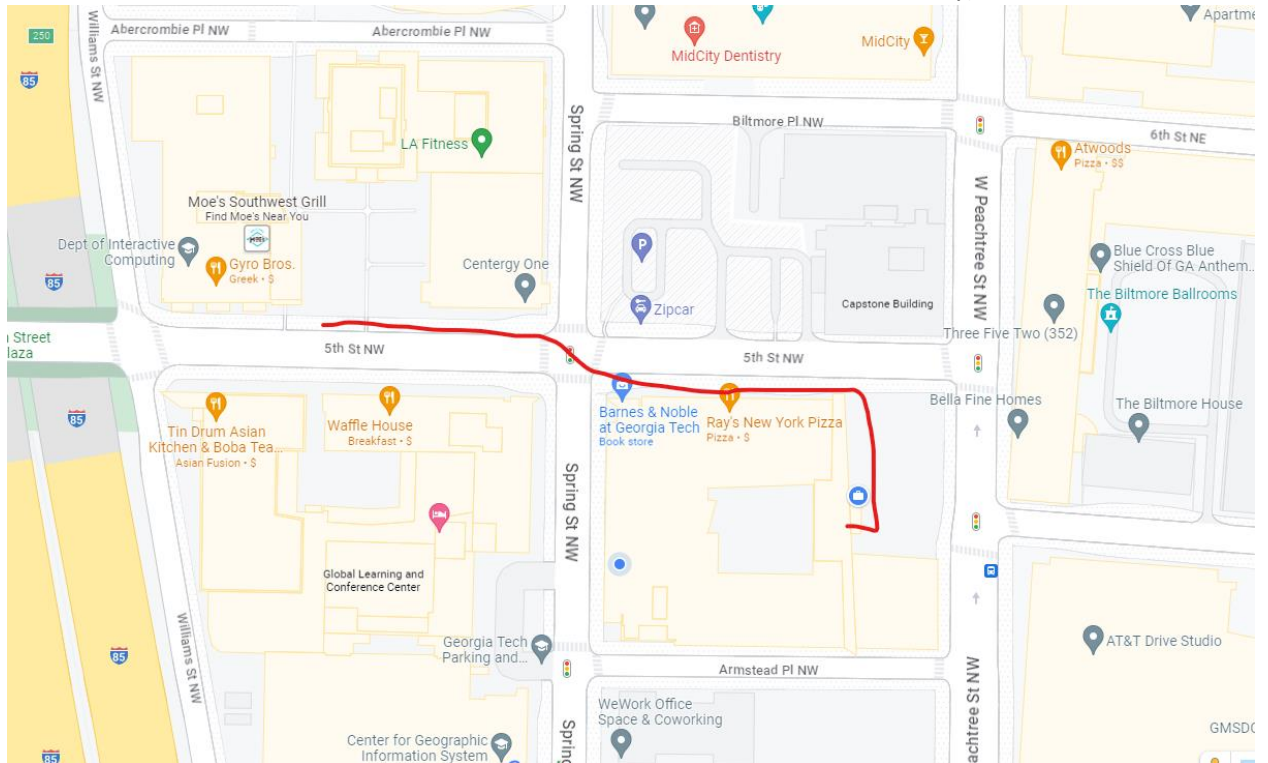 Williams St NW
Abercrombie Pl NW
Abercrombie Pl NW
250
85
MidCity Dentistry
MidCity
Apartme
Spring St NW
Biltmore Pl NW
6th St NE
LA Fitness
Atwoods
Pizza • $$
W Peachtree St NW
Moe's Southwest Grill
Find Moe's Near You
Dept of Interactive
Computing
Gyro Bros.
Greek • $
Centergy One
P
Blue Cross Blue
Shield Of GA Anthem...
85
Zipcar
Capstone Building
The Biltmore Ballrooms
Three Five Two (352)
Street
laza
5th St NW
5th St NW
85
Barnes & Noble
at Georgia Tech
Book store
Ray's New York Pizza
Pizza • $
Bella Fine Homes
The Biltmore House
Tin Drum Asian
Kitchen & Boba Tea...
Asian Fusion • $
Waffle House
Breakfast • $
Spring St NW
Global Learning and
Conference Center
Williams St NW
85
Georgia Tech
Parking and...
Armstead Pl NW
AT&T Drive Studio
WeWork Office
Space & Coworking
Spring
achtree St NW
GMSDC
Center for Geographic
Information System
85